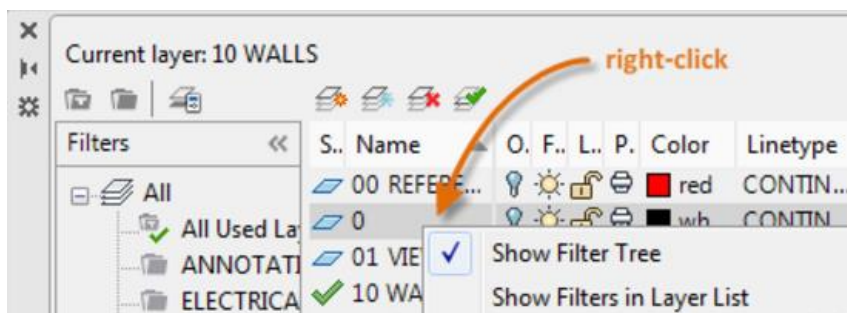 Current layer: 10 WALLS
right-click
Filters
S.. Name O. F.. L.. P. Color Linetype
All
00 REFERE... red CONTIN...
All Used La
0 wh CONTIN
ANNOTATI
01 VIE
Show Filter Tree
ELECTRICA
10 WA
Show Filters in Layer List